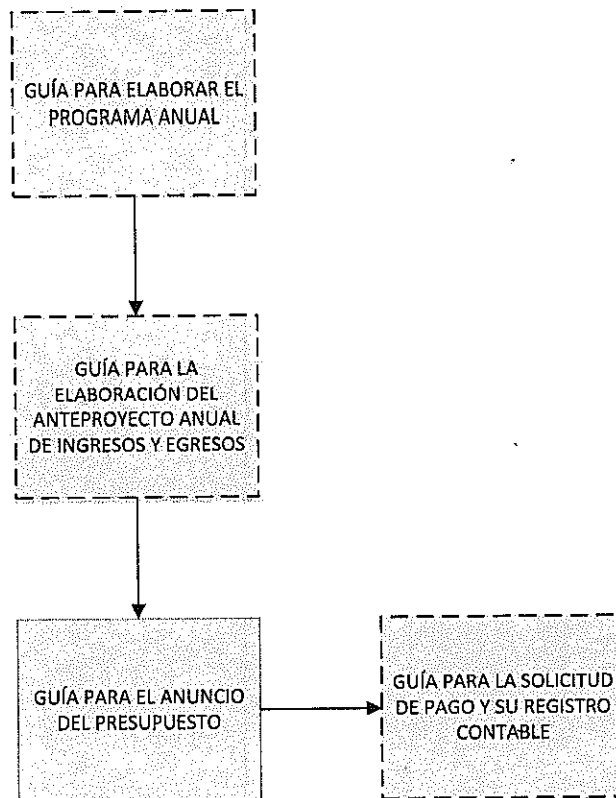 GUÍA PARA ELABORAR EL
PROGRAMA ANUAL
GUÍA PARA LA
ELABORACIÓN DEL
ANTEPROYECTO ANUAL
DE INGRESOS Y EGRESOS
GUÍA PARA EL ANUNCIO
DEL PRESUPUESTO
GUÍA PARA LA SOLICITUD
DE PAGO Y SU REGISTRO
CONTABLE